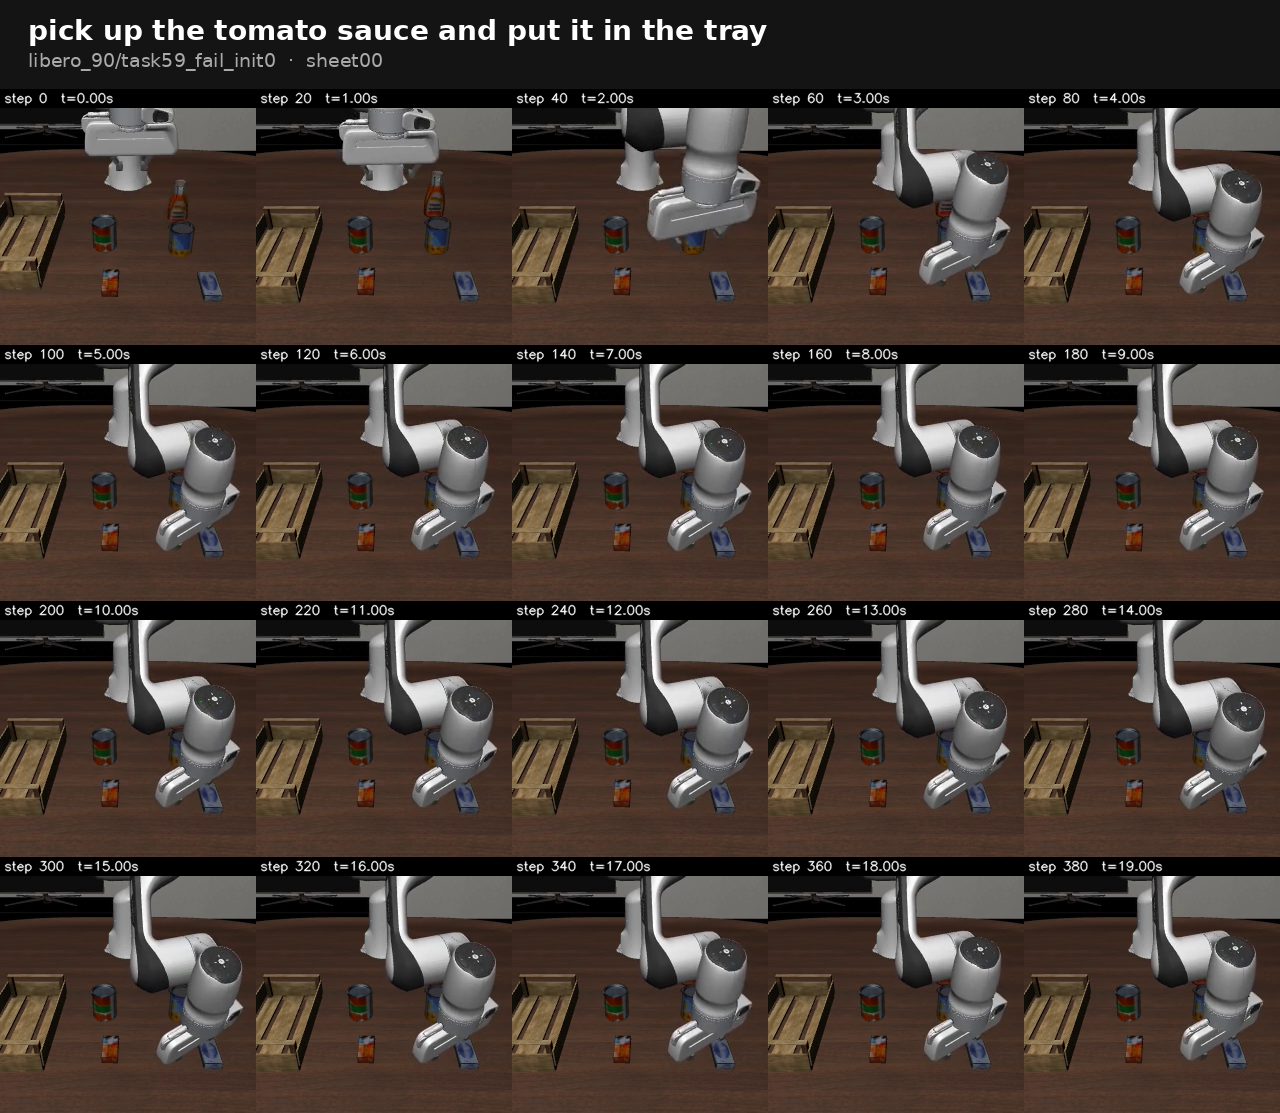 pick up the tomato sauce and put it in the tray
libero_90/task59_fail_init0 · sheet00
step 0 t=0.00s
step 20 t=1.00s
step 40 t=2.00s
step 60 t=3.00s
step 80 t=4.00s
step 100 t=5.00s
step 120 t=6.00s
step 140 t=7.00s
step 160 t=8.00s
step 180 t=9.00s
step 200 t=10.00s
step 220 t=11.00s
step 240 t=12.00s
step 260 t=13.00s
step 280 t=14.00s
step 300 t=15.00s
step 320 t=16.00s
step 340 t=17.00s
step 360 t=18.00s
step 380 t=19.00s